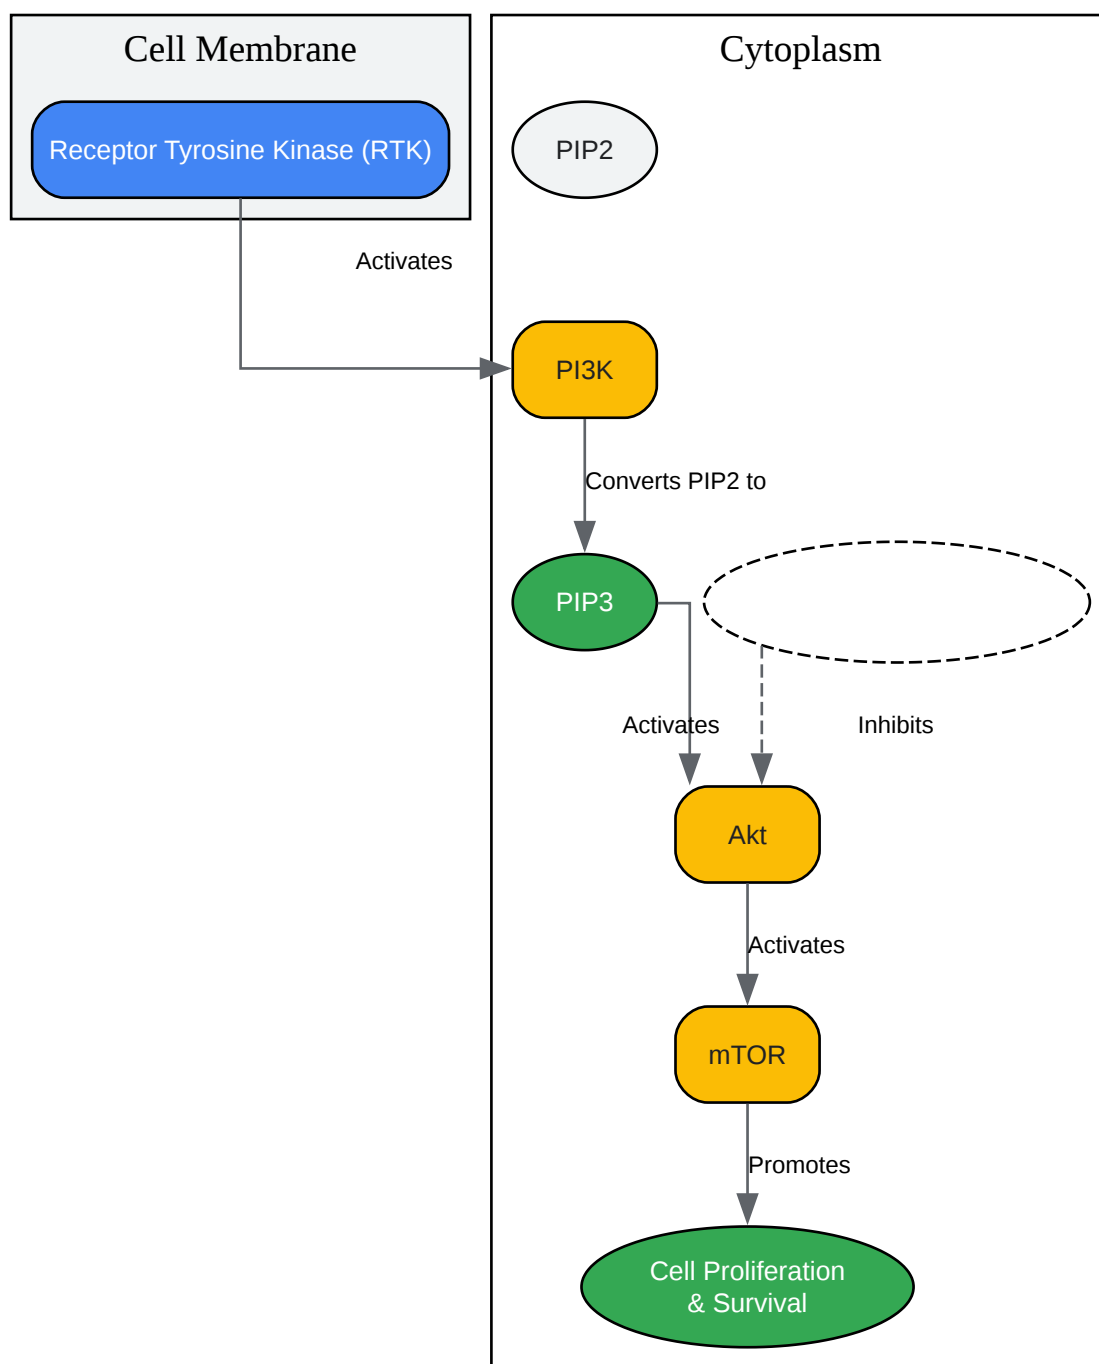 Cell Membrane
Cytoplasm
Receptor Tyrosine Kinase (RTK)
PIP2
Activates
PI3K
Converts PIP2 to
PIP3
Activates
Inhibits
Akt
Activates
mTOR
Promotes
Cell Proliferation
& Survival